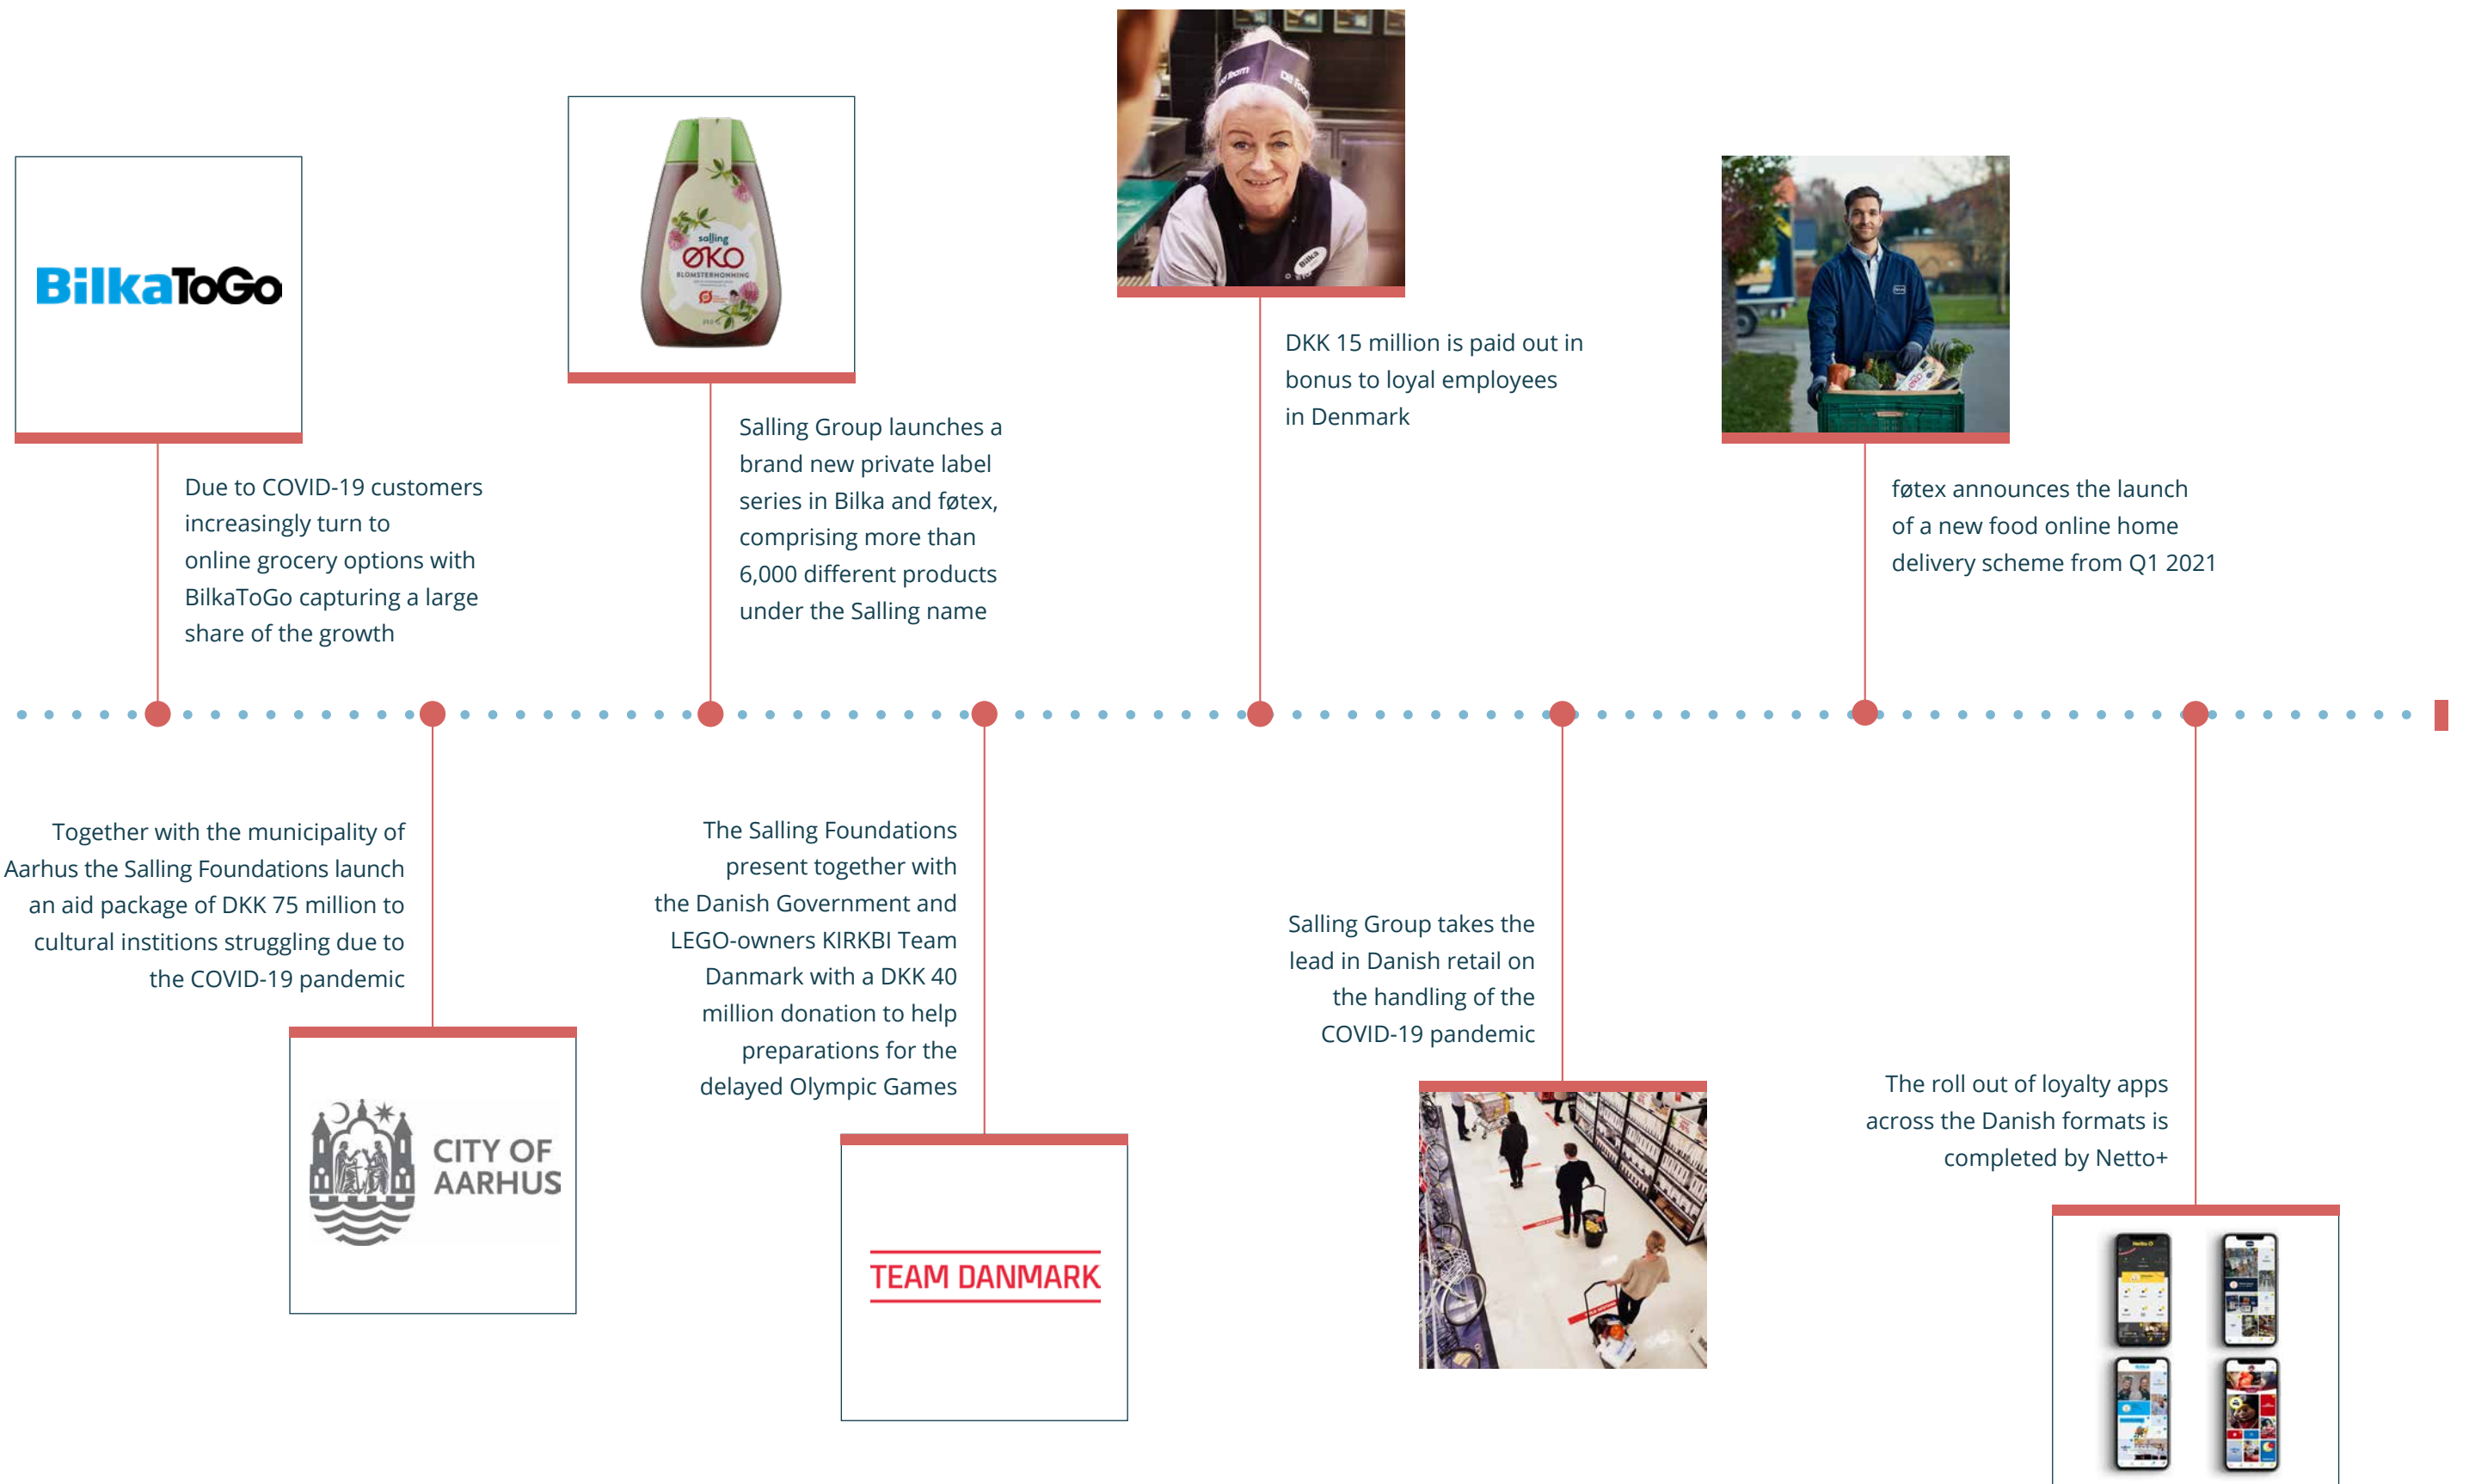 BilkaToGo
Due to COVID-19 customers
increasingly turn to
online grocery options with
BilkaToGo capturing a large
share of the growth
Together with the municipality of
Aarhus the Salling Foundations launch
an aid package of DKK 75 million to
cultural institions struggling due to
the COVID-19 pandemic
CITY OF
AARHUS
salling
ØKO
BLOMSTERHONNING
Salling Group launches a
brand new private label
series in Bilka and føtex,
comprising more than
6,000 different products
under the Salling name
The Salling Foundations
present together with
the Danish Government and
LEGO-owners KIRKBI Team
Danmark with a DKK 40
million donation to help
preparations for the
delayed Olympic Games
TEAM DANMARK
Bilka
DKK 15 million is paid out in
bonus to loyal employees
in Denmark
Salling Group takes the
lead in Danish retail on
the handling of the
COVID-19 pandemic
føtex announces the launch
of a new food online home
delivery scheme from Q1 2021
The roll out of loyalty apps
across the Danish formats is
completed by Netto+